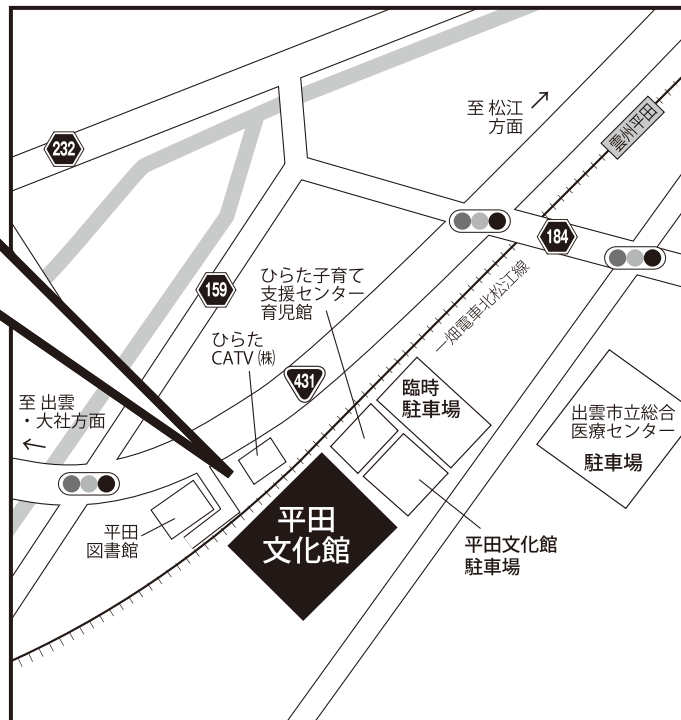 至 松江
方面
雲州平田
232
184
一畑電車北松江線
159
ひらた子育て
支援センター
育児館
ひらた
CATV ㈱
431
臨時
駐車場
至 出雲
・大社方面
出雲市立総合
医療センター
駐車場
平田
文化館
平田
図書館
平田文化館
駐車場